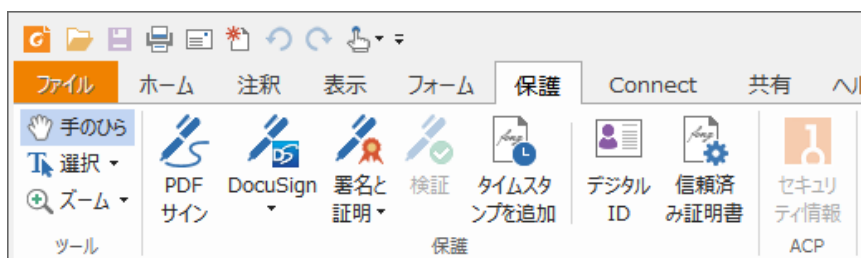 ファイル ホーム 注釈 表示 フォーム 保護 Connect 共有
手のひら
選択
ズーム
ツール
PDF
サイン
DocuSign
署名と
証明
検証
タイムスタ
ンプを追加
デジタル
ID
信頼済
み証明書
保護
セキュリ
ティ情報
ACP